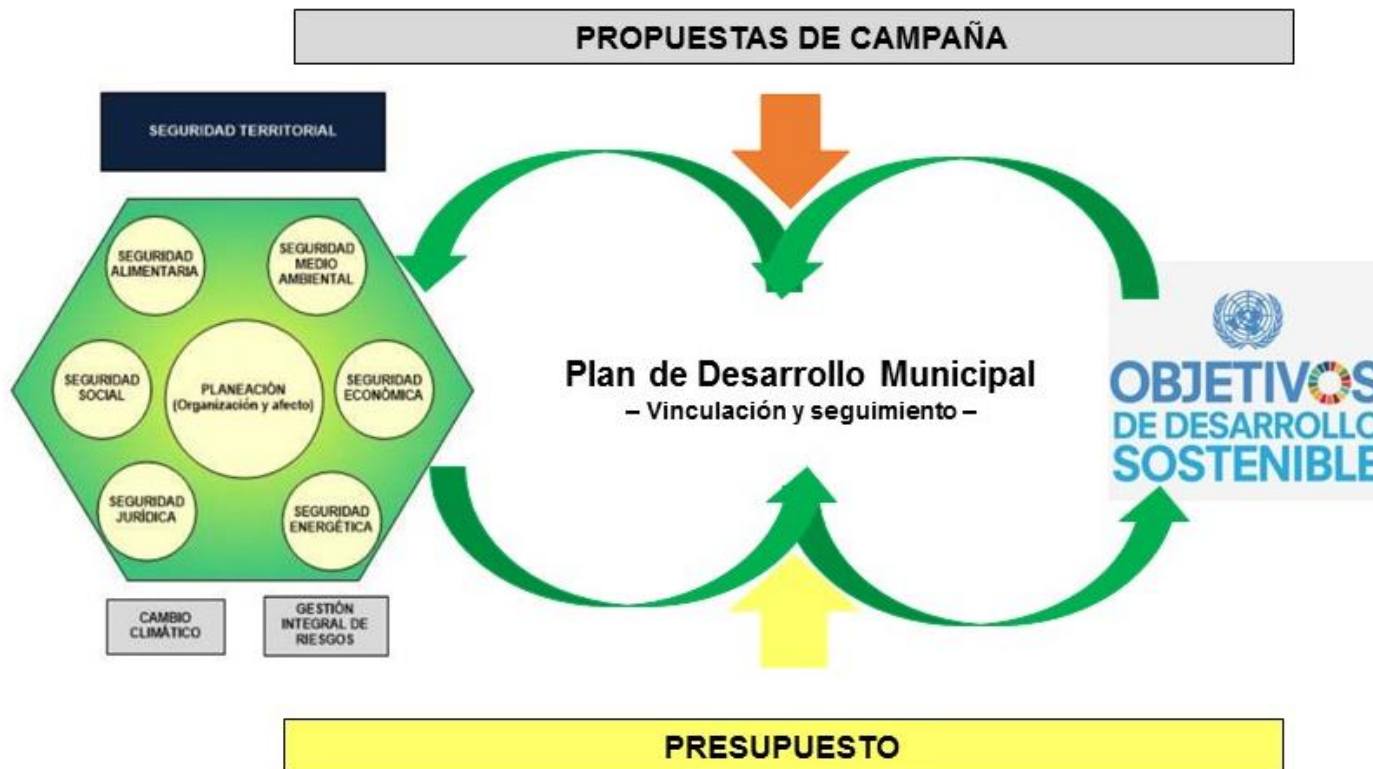 PROPUESTAS DE CAMPAÑA
SEGURIDAD TERRITORIAL
SEGURIDAD
ALIMENTARIA
SEGURIDAD
MEDIO
AMBIENTAL
SEGURIDAD
SOCIAL
PLANEACIÓN
(Organización y afecto)
SEGURIDAD
ECONÓMICA
SEGURIDAD
JURÍDICA
SEGURIDAD
ENERGÉTICA
CAMBIO
CLIMÁTICO
GESTIÓN
INTEGRAL DE
RIESGOS
Plan de Desarrollo Municipal
– Vinculación y seguimiento –
OBJETIVOS
DE DESARROLLO
SOSTENIBLE
PRESUPUESTO